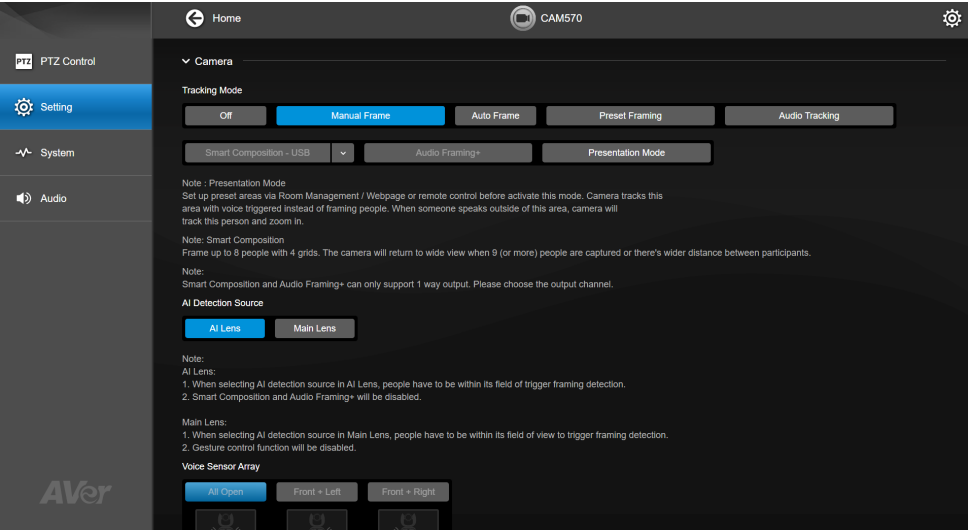 Home
CAM570
PTZ PTZ Control
Setting
System
Audio
Camera
Tracking Mode
Off Manual Frame Auto Frame Preset Framing Audio Tracking
Smart Composition - USB Audio Framing+ Presentation Mode
Note : Presentation Mode
Set up preset areas via Room Management / Webpage or remote control before activate this mode. Camera tracks this
area with voice triggered instead of framing people. When someone speaks outside of this area, camera will
track this person and zoom in.
Note: Smart Composition
Frame up to 8 people with 4 grids. The camera will return to wide view when 9 (or more) people are captured or there's wider distance between participants.
Note:
Smart Composition and Audio Framing+ can only support 1 way output. Please choose the output channel.
AI Detection Source
AI Lens Main Lens
Note:
AI Lens:
1. When selecting AI detection source in AI Lens, people have to be within its field of trigger framing detection.
2. Smart Composition and Audio Framing+ will be disabled.
Main Lens:
1. When selecting AI detection source in Main Lens, people have to be within its field of view to trigger framing detection.
2. Gesture control function will be disabled.
Voice Sensor Array
All Open Front + Left Front + Right
AVer